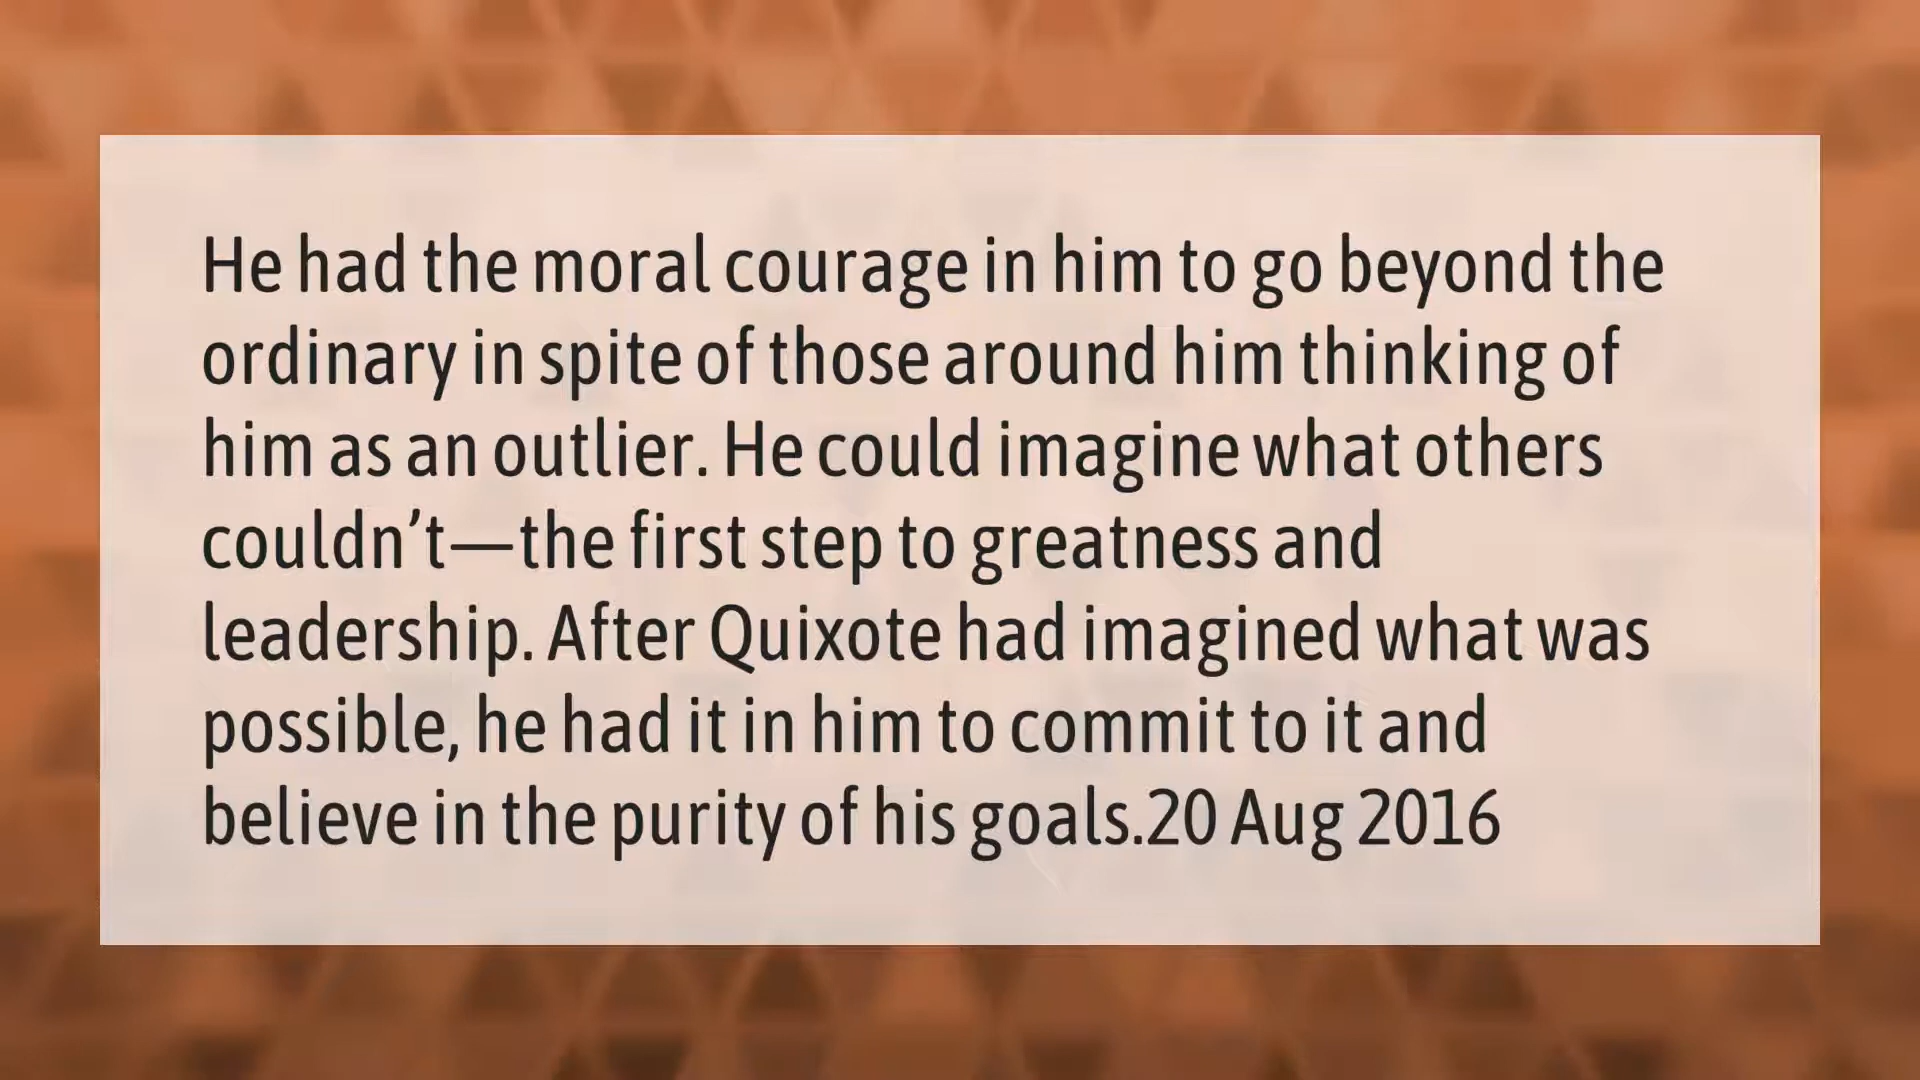 He had the moral courage in him to go beyond the
ordinary in spite of those around him thinking of
him as an outlier. He could imagine what others
couldn’t—the first step to greatness and
leadership. After Quixote had imagined what was
possible, he had it in him to commit to it and
believe in the purity of his goals.20 Aug 2016